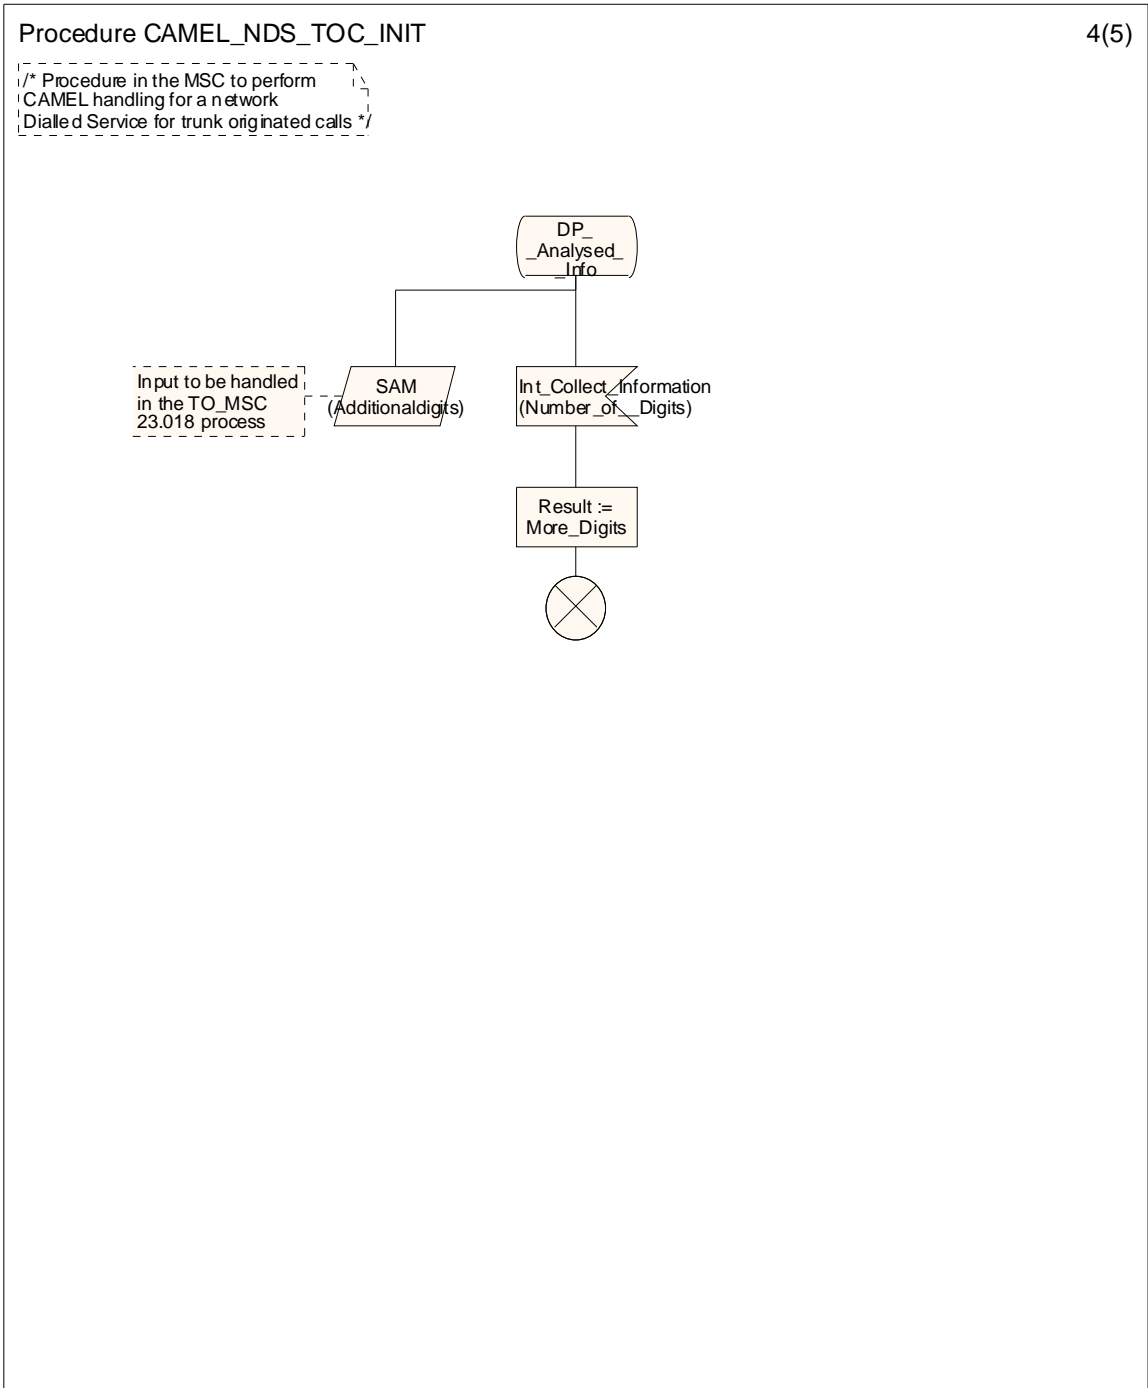 Procedure CAMEL_NDS_TOC_INIT
4(5)
/* Procedure in the MSC to perform
CAMEL handling for a network
Dialled Service for trunk originated calls */
DP_
_Analysed_
_Info
Input to be handled
in the TO_MSC
23.018 process
SAM
(Additionaldigits)
Int_Collect_Information
(Number_of__Digits)
Result :=
More_Digits